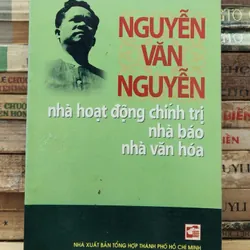 NGUYỄN
VĂN
NGUYỄN
nhà hoạt động chính trị
nhà báo
nhà văn hóa
NHÀ XUẤT BẢN TỔNG HỢP THÀNH PHỐ HỒ CHÍ MINH